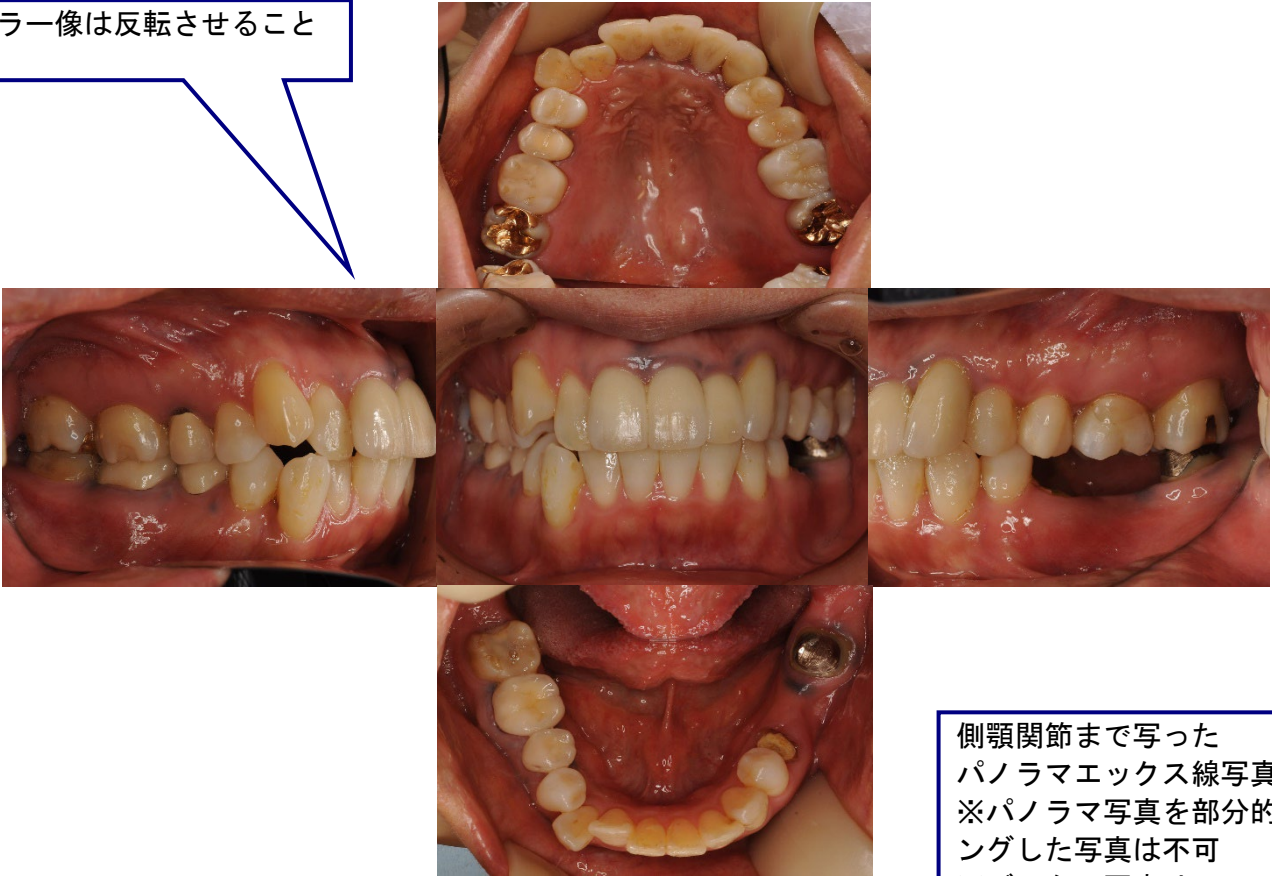 ラー像は反転させること
側顎関節まで写った
パノラマエックス線写真
※パノラマ写真を部分的
ングした写真は不可